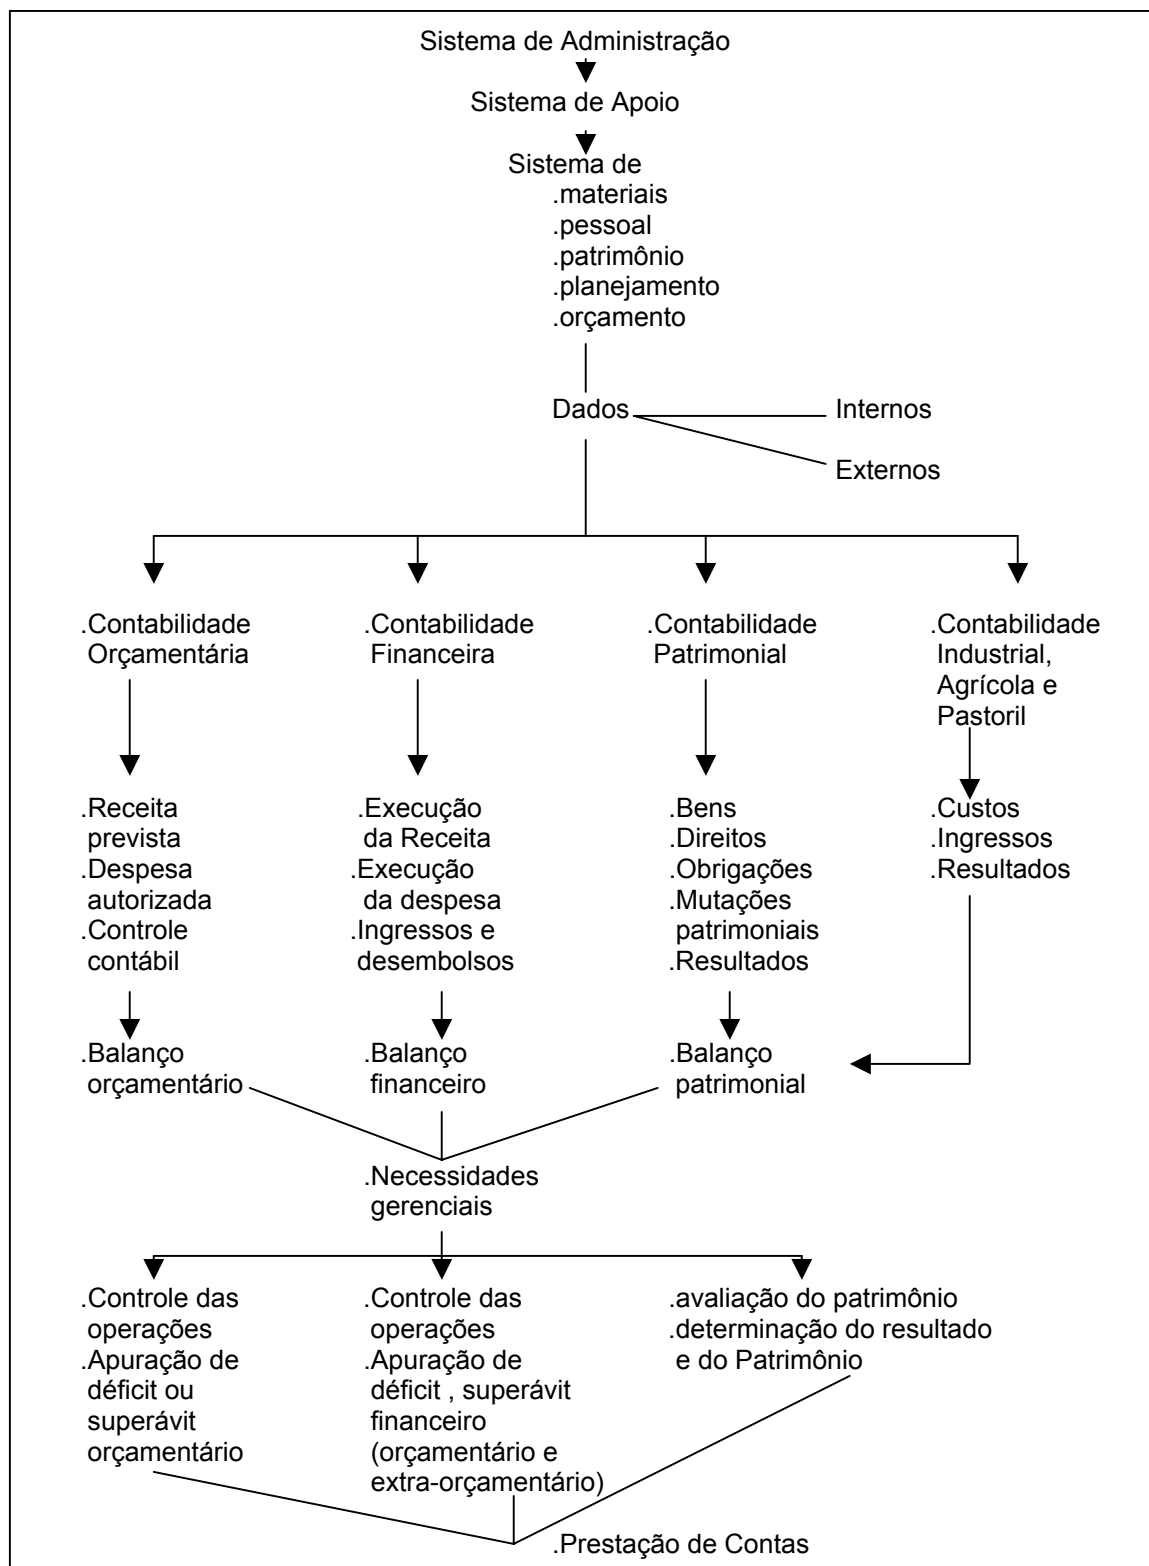 Sistema de Administração
Sistema de Apoio
Sistema de
.materiais
.pessoal
.patrimônio
.planejamento
.orçamento
Dados
Internos
Externos
.Contabilidade
Orçamentária
.Contabilidade
Financeira
.Contabilidade
Patrimonial
.Contabilidade
Industrial,
Agrícola e
Pastoril
.Receita
prevista
.Despesa
autorizada
.Controle
contábil
.Execução
da Receita
.Execução
da despesa
.Ingressos e
desembolsos
.Bens
.Direitos
.Obrigações
.Mutações
patrimoniais
.Resultados
.Custos
.Ingressos
.Resultados
.Balanço
orçamentário
.Balanço
financeiro
.Balanço
patrimonial
.Necessidades
gerenciais
.Controle das
operações
.Apuração de
déficit ou
superávit
orçamentário
.Controle das
operações
.Apuração de
déficit , superávit
financeiro
(orçamentário e
extra-orçamentário)
.avaliação do patrimônio
.determinação do resultado
e do Patrimônio
.Prestação de Contas